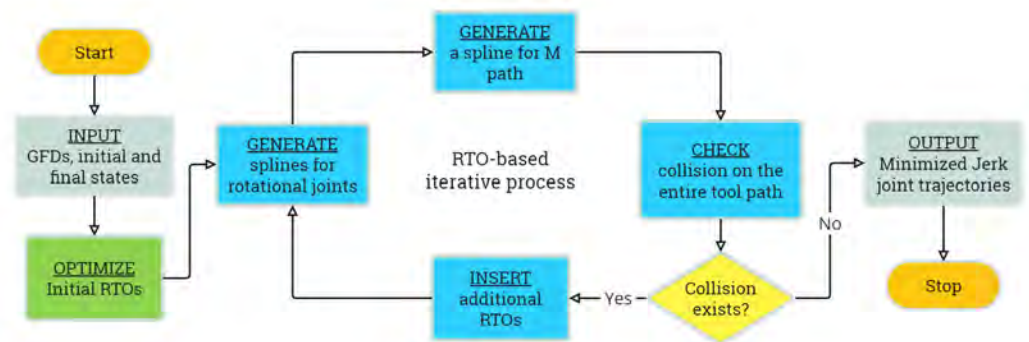 Start
INPUT
GFDs, initial and
final states
OPTIMIZE
Initial RTOs
GENERATE
splines for
rotational joints
GENERATE
a spline for M
path
RTO-based
iterative process
CHECK
collision on the
entire tool path
Collision
exists?
Yes
INSERT
additional
RTOs
No
OUTPUT
Minimized Jerk
joint trajectories
Stop